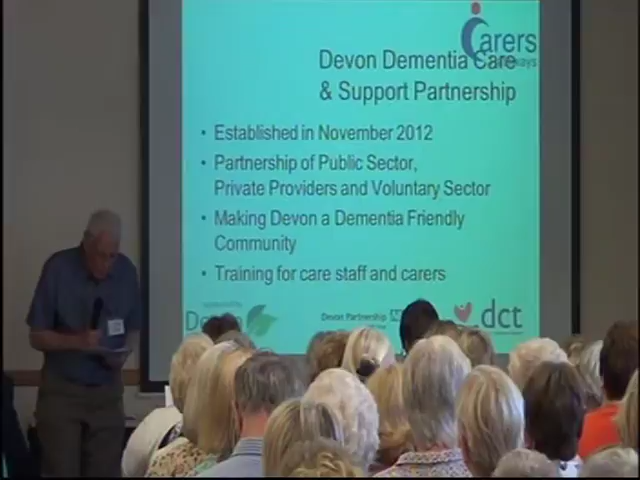 Carers
Devon Dementia Care
& Support Partnership
• Established in November 2012
• Partnership of Public Sector,
Private Providers and Voluntary Sector
• Making Devon a Dementia Friendly
Community
• Training for care staff and carers
Devon Partnership
dct